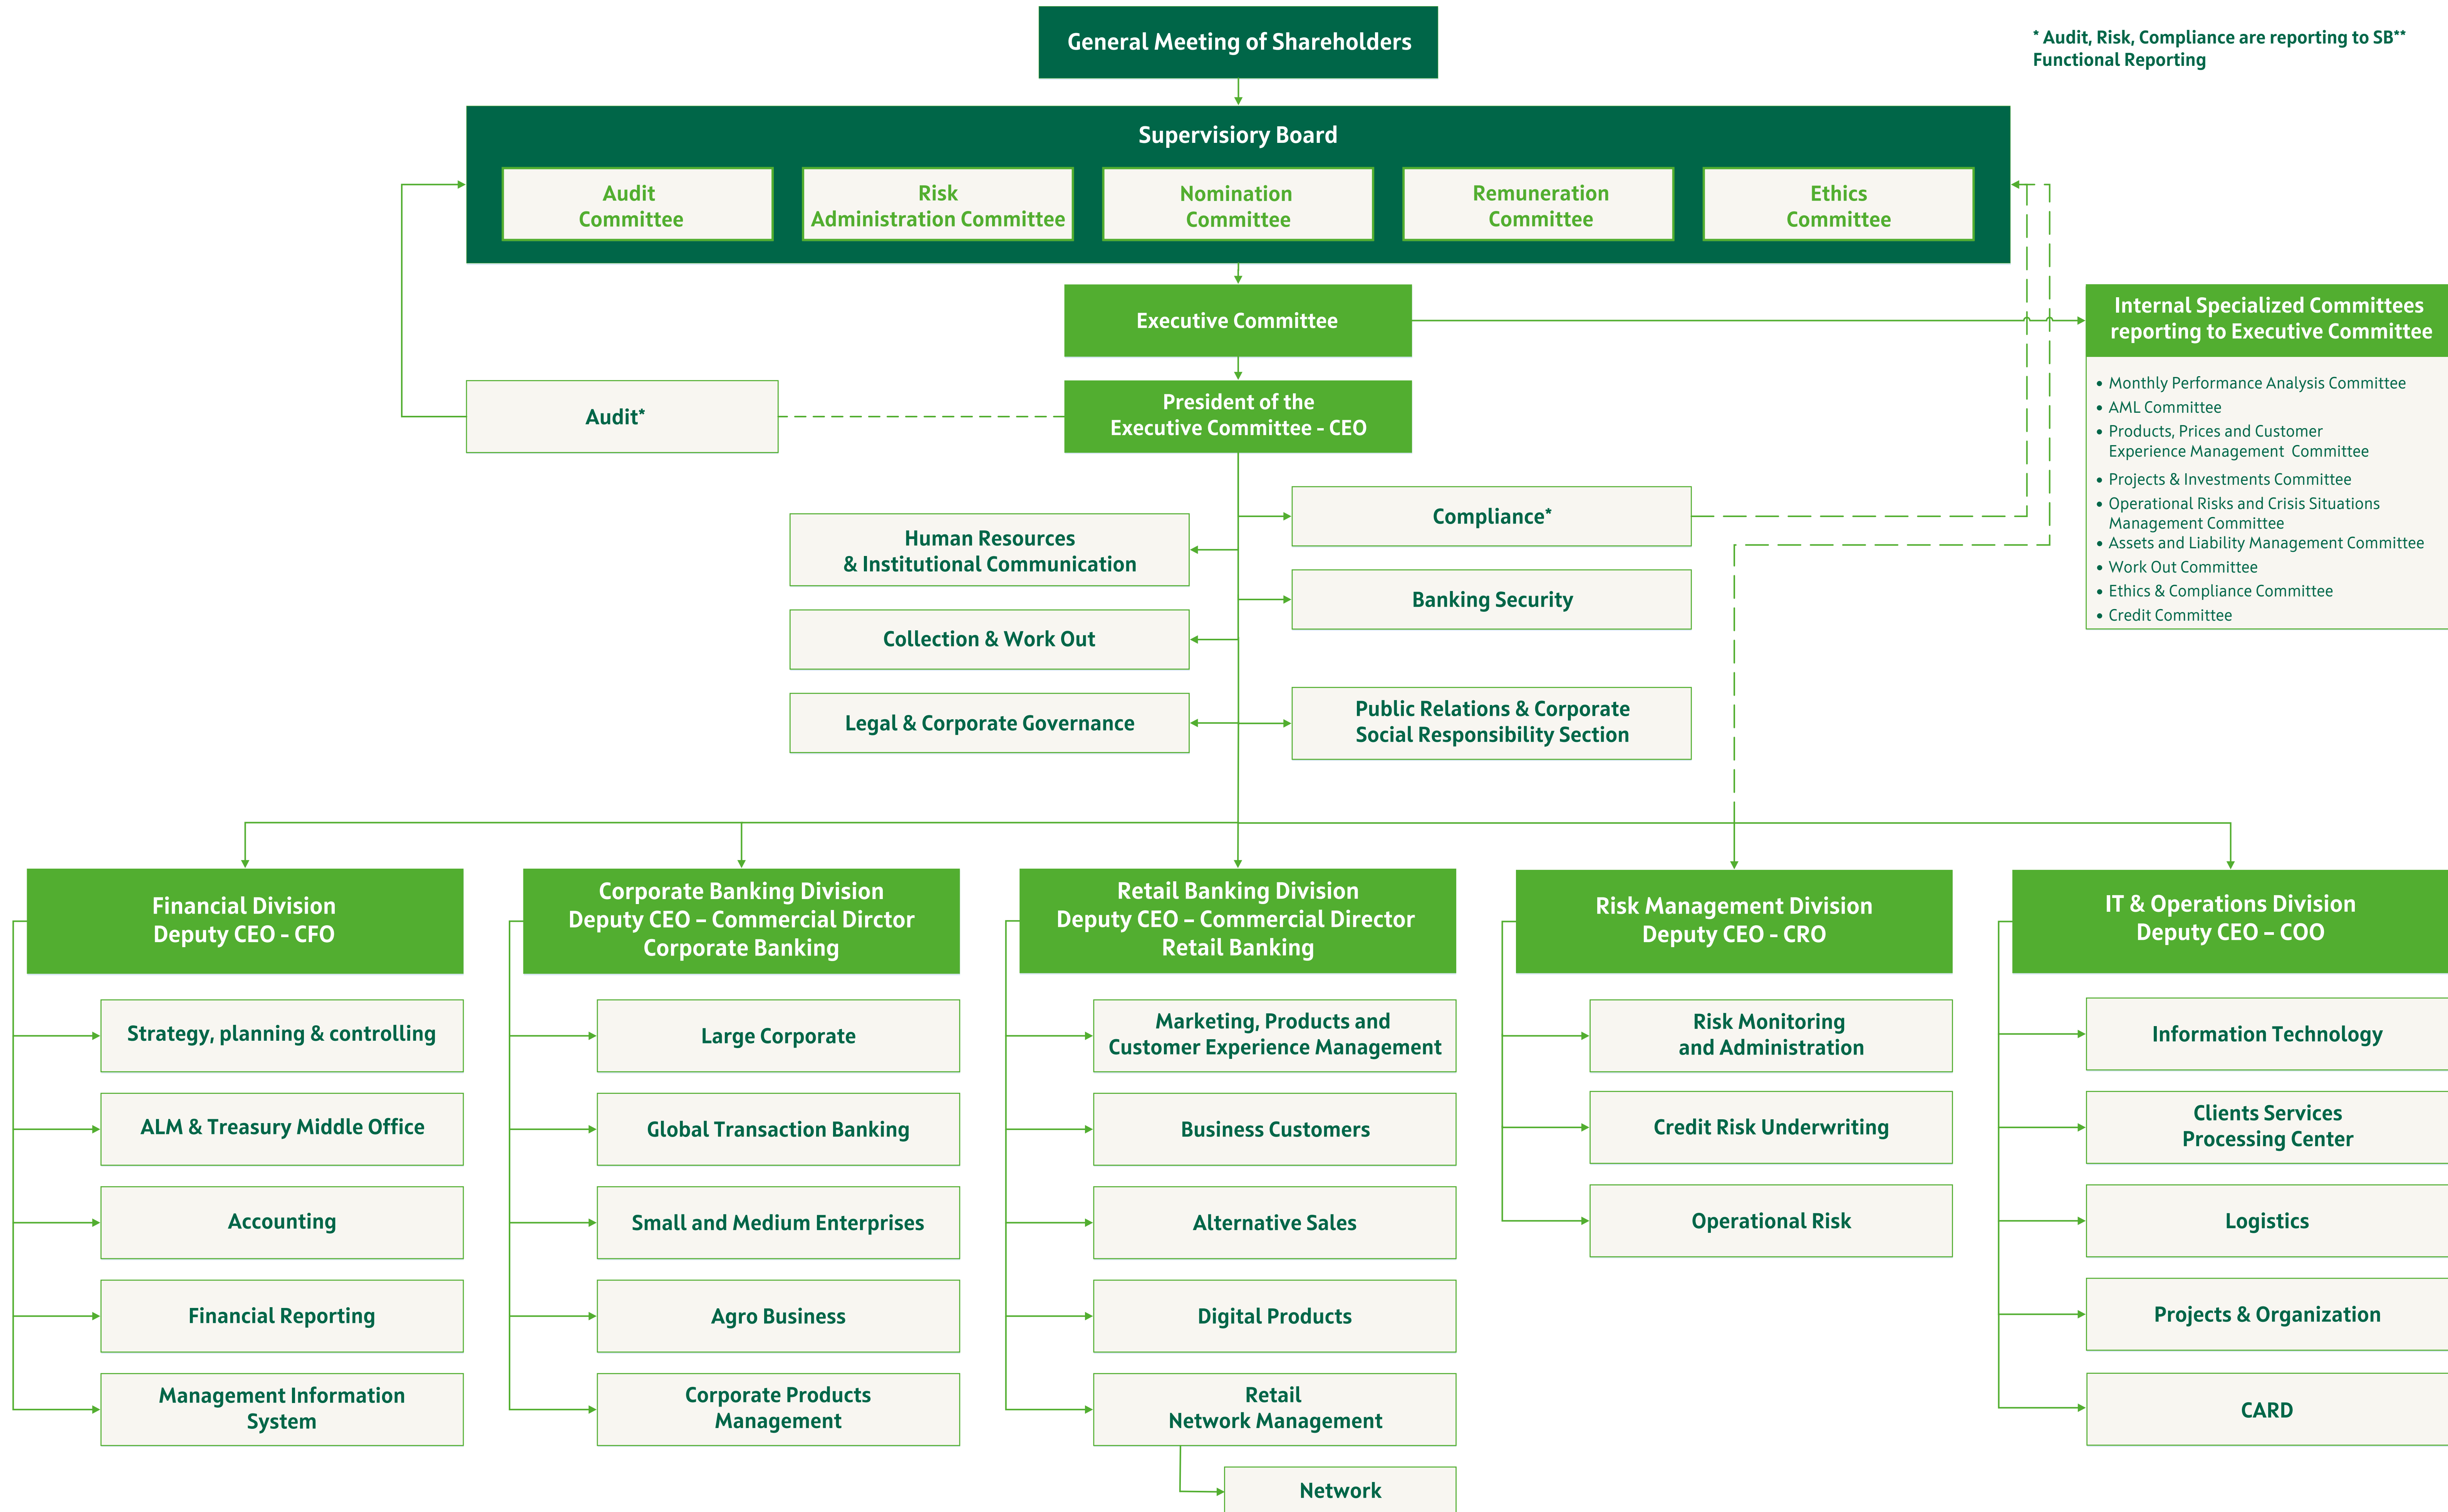 General Meeting of Shareholders
* Audit, Risk, Compliance are reporting to SB**
Functional Reporting
Supervisiory Board
Audit
Committee
Risk
Administration Committee
Nomination
Committee
Remuneration
Committee
Ethics
Committee
Executive Committee
Internal Specialized Committees
reporting to Executive Committee
• Monthly Performance Analysis Committee
• AML Committee
• Products, Prices and Customer
Experience Management Committee
• Projects & Investments Committee
• Operational Risks and Crisis Situations
Management Committee
• Assets and Liability Management Committee
• Work Out Committee
• Ethics & Compliance Committee
• Credit Committee
Audit*
President of the
Executive Committee - CEO
Compliance*
Human Resources
& Institutional Communication
Banking Security
Collection & Work Out
Legal & Corporate Governance
Public Relations & Corporate
Social Responsibility Section
Financial Division
Deputy CEO - CFO
Strategy, planning & controlling
ALM & Treasury Middle Office
Accounting
Financial Reporting
Management Information
System
Corporate Banking Division
Deputy CEO – Commercial Dirctor
Corporate Banking
Large Corporate
Global Transaction Banking
Small and Medium Enterprises
Agro Business
Corporate Products
Management
Retail Banking Division
Deputy CEO – Commercial Director
Retail Banking
Marketing, Products and
Customer Experience Management
Business Customers
Alternative Sales
Digital Products
Retail
Network Management
Network
Risk Management Division
Deputy CEO - CRO
Risk Monitoring
and Administration
Credit Risk Underwriting
Operational Risk
IT & Operations Division
Deputy CEO – COO
Information Technology
Clients Services
Processing Center
Logistics
Projects & Organization
CARD